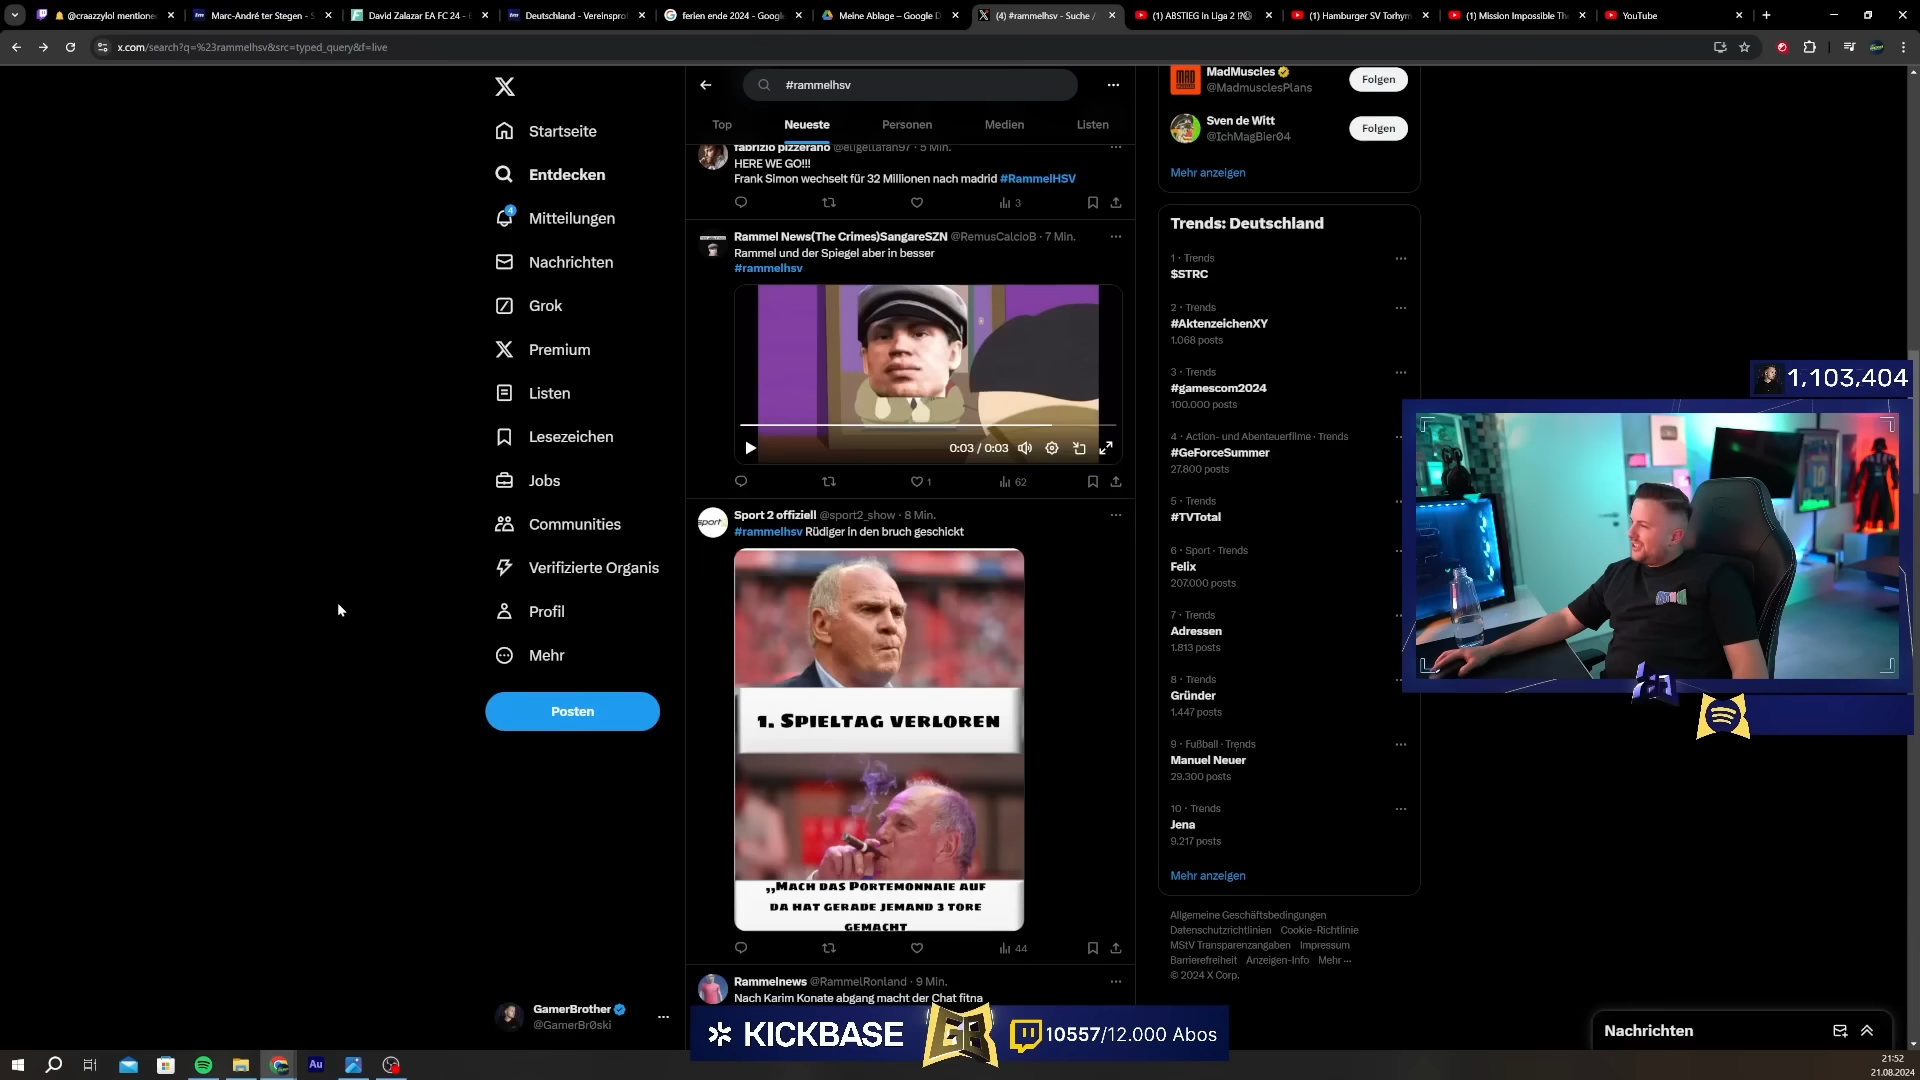 @craazzylol mentione
Marc-André ter Stegen - S
David Zalazar EA FC 24 - E
Deutschland - Vereinsprof
ferien ende 2024 - Google
Meine Ablage – Google D
(4) #rammelhsv - Suche /
(1) ABSTIEG in Liga 2 !?
(1) Hamburger SV Torhym
(1) Mission Impossible Th
YouTube
x.com/search?q=%23rammelhsv&src=typed_query&f=live
Startseite
Entdecken
4
Mitteilungen
Nachrichten
Grok
Premium
Listen
Lesezeichen
Jobs
Communities
Verifizierte Organis
Profil
Mehr
Posten
GamerBrother
@GamerBr0ski
#rammelhsv
Top
Neueste
Personen
Medien
Listen
fabrizio pizzerano @eligellafan97 · 5 Min.
HERE WE GO!!!
Frank Simon wechselt für 32 Millionen nach madrid #RammelHSV
3
Rammel News(The Crimes)SangareSZN @RemusCalcioB · 7 Min.
Rammel und der Spiegel aber in besser
#rammelhsv
0:03 / 0:03
1
62
Sport 2 offiziell @sport2_show · 8 Min.
#rammelhsv Rüdiger in den bruch geschickt
sport2
1. SPIELTAG VERLOREN
„MACH DAS PORTEMONNAIE AUF
DA HAT GERADE JEMAND 3 TORE
GEMACHT
44
Rammelnews @RammelRonland · 9 Min.
Nach Karim Konate abgang macht der Chat fitna
MAD
MadMuscles
@MadmusclesPlans
Folgen
Sven de Witt
@IchMagBier04
Folgen
Mehr anzeigen
Trends: Deutschland
1 · Trends
$STRC
2 · Trends
#AktenzeichenXY
1.068 posts
3 · Trends
#gamescom2024
100.000 posts
4 · Action- und Abenteuerfilme · Trends
#GeForceSummer
27.800 posts
5 · Trends
#TVTotal
6 · Sport · Trends
Felix
207.000 posts
7 · Trends
Adressen
1.813 posts
8 · Trends
Gründer
1.447 posts
9 · Fußball · Trends
Manuel Neuer
29.300 posts
10 · Trends
Jena
9.217 posts
Mehr anzeigen
Allgemeine Geschäftsbedingungen
Datenschutzrichtlinien Cookie-Richtlinie
MStV Transparenzangaben Impressum
Barrierefreiheit Anzeigen-Info Mehr ···
© 2024 X Corp.
1,103,404
Nachrichten
KICKBASE
GB
10557/12.000 Abos
Au
21:52
21.08.2024